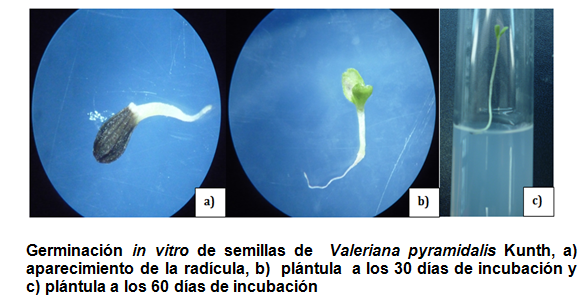 a)
b)
c)
Germinación in vitro de semillas de Valeriana pyramidalis Kunth, a)
aparecimiento de la radícula, b) plántula a los 30 días de incubación y
c) plántula a los 60 días de incubación